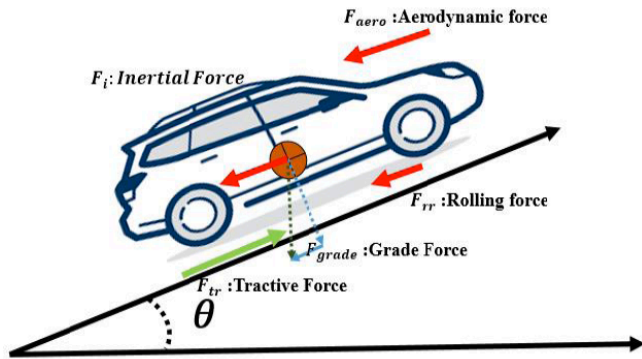 F_aero :Aerodynamic force
F_i: Inertial Force
F_rr : Rolling force
F_grade :Grade Force
F_tr :Tractive Force
θ